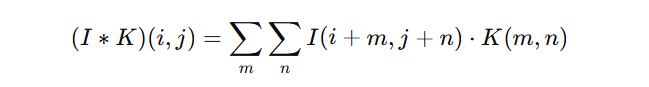 (I ∗ K)(i, j) = ∑_m ∑_n I(i + m, j + n) · K(m, n)